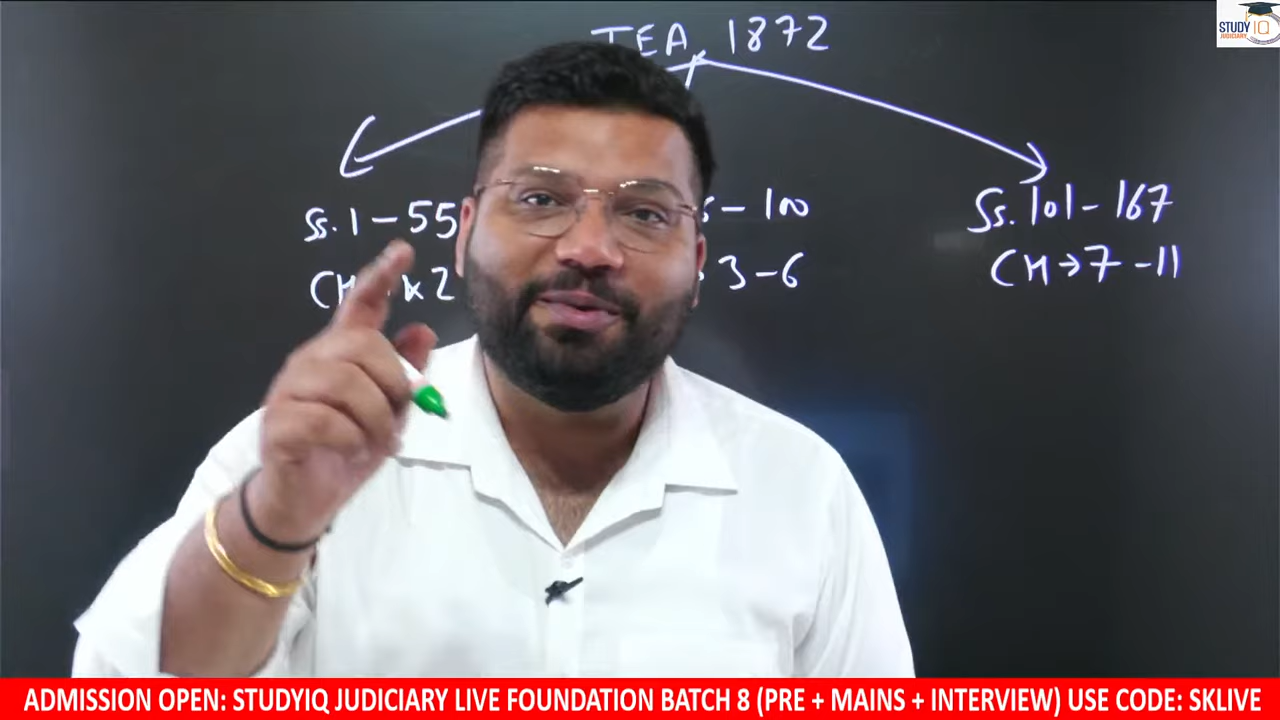 IEA, 1872
STUDY IQ
JUDICIARY
Ss. 1 - 55
- 100
Ss. 101 - 167
CH
& 2
3 - 6
CH → 7 - 11
ADMISSION OPEN: STUDYIQ JUDICIARY LIVE FOUNDATION BATCH 8 (PRE + MAINS + INTERVIEW) USE CODE: SKLIVE